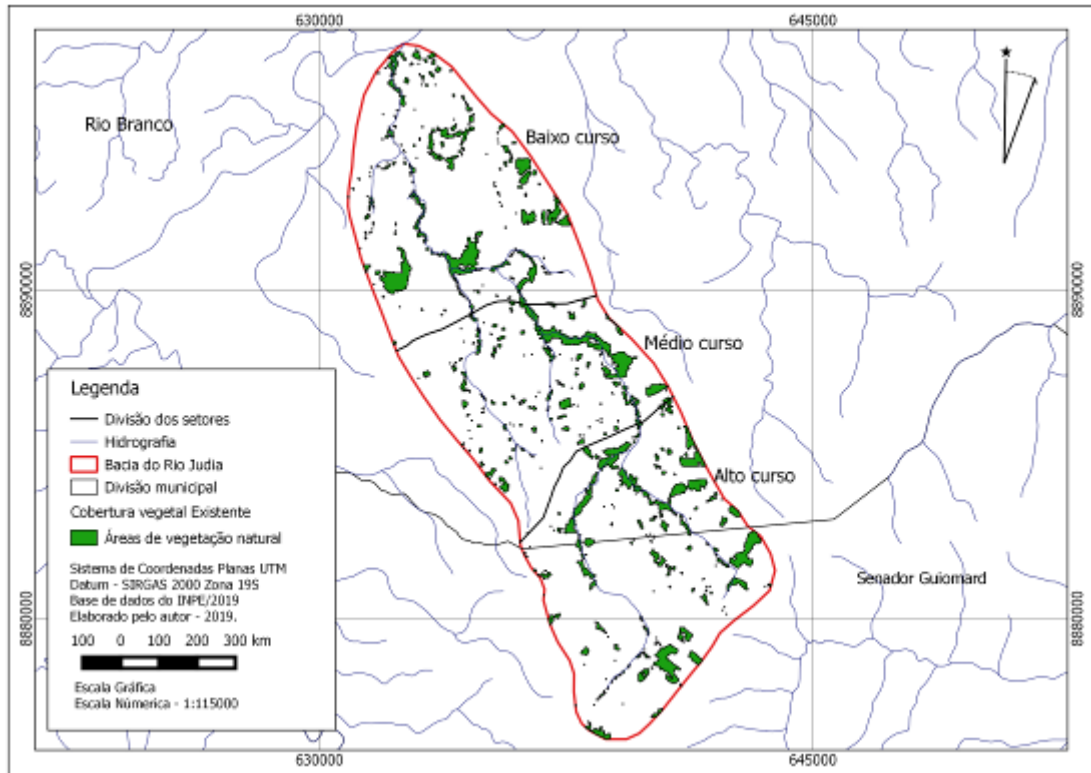 630000
645000
Rio Branco
Baixo curso
8890000
8890000
Médio curso
Alto curso
Senador Guiomard
8880000
8880000
Legenda
Divisão dos setores
Hidrografia
Bacia do Rio Judia
Divisão municipal
Cobertura vegetal Existente
Áreas de vegetação natural
Sistema de Coordenadas Planas UTM
Datum - SIRGAS 2000 Zona 19S
Base de dados do INPE/2019
Elaborado pelo autor - 2019.
100 0 100 200 300 km
Escala Gráfica
Escala Númerica - 1:115000
630000
645000